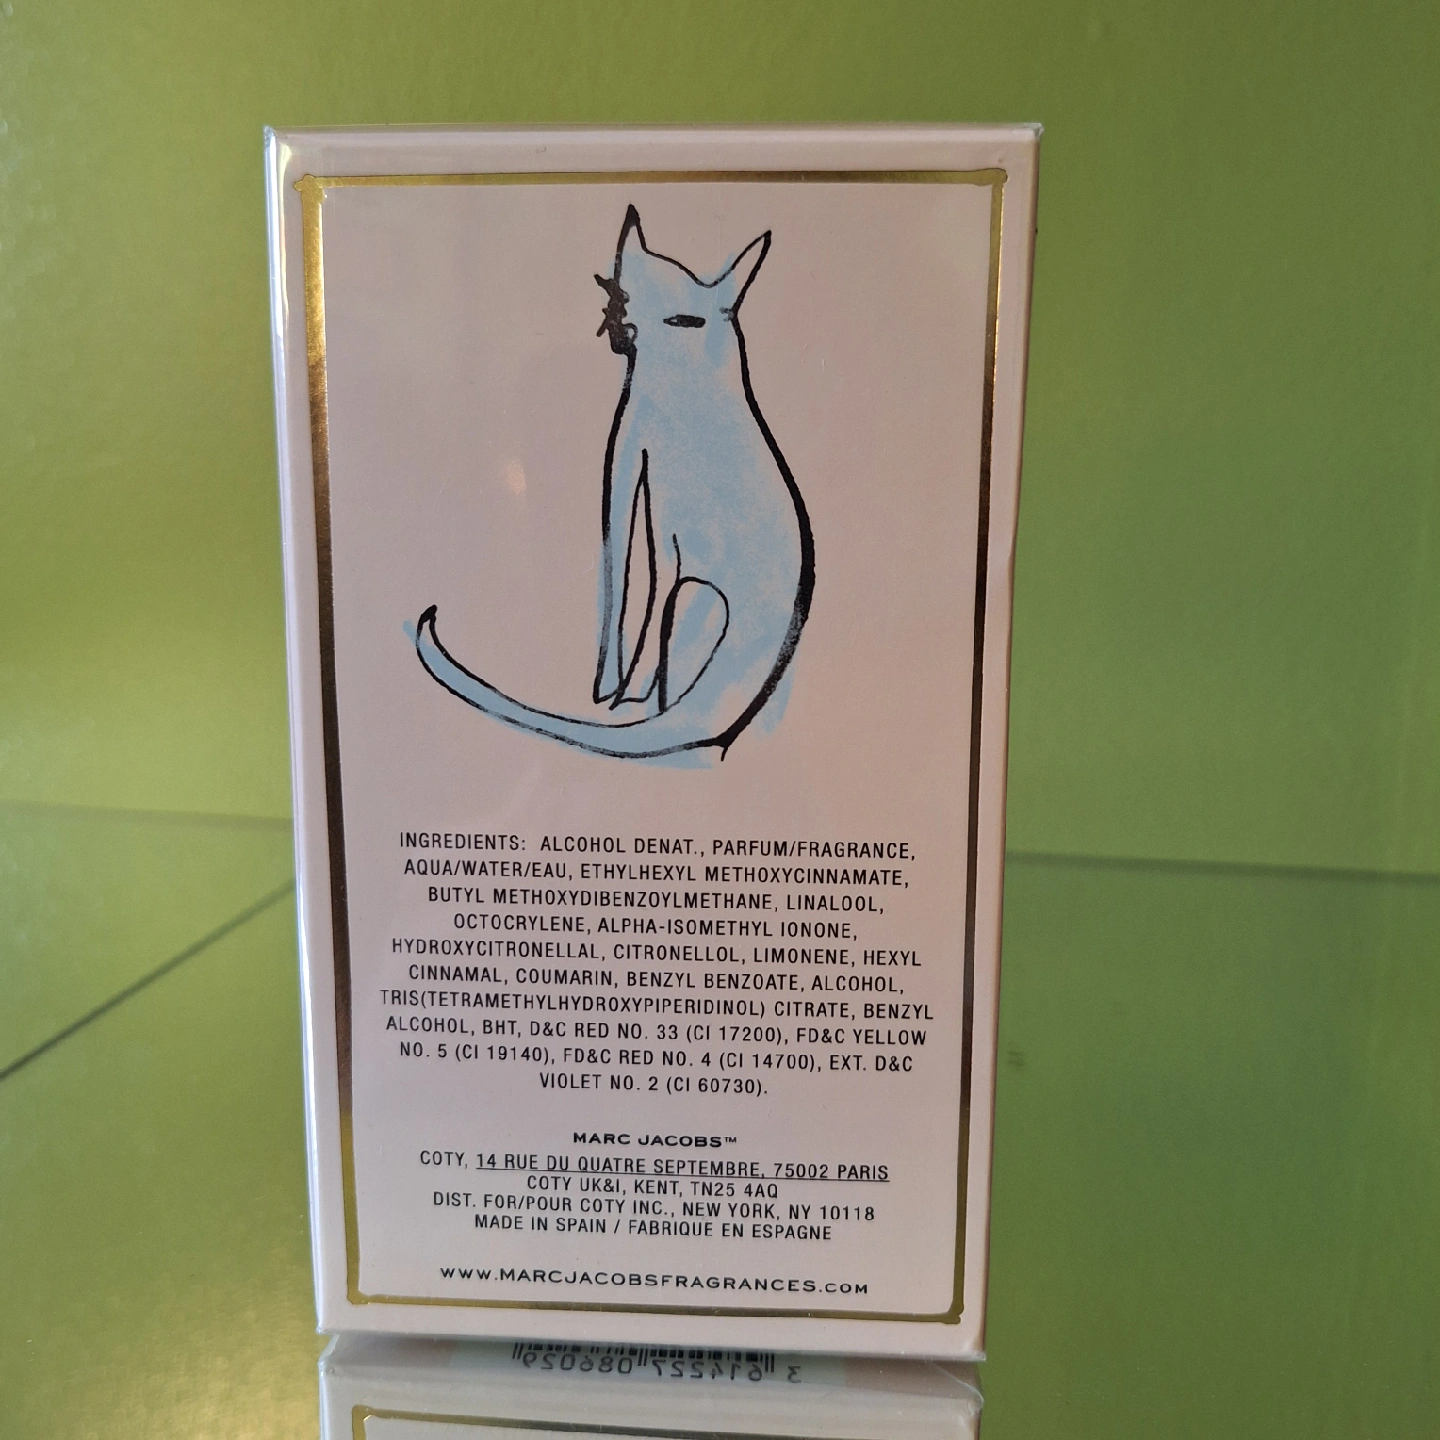 INGREDIENTS: ALCOHOL DENAT., PARFUM/FRAGRANCE,
AQUA/WATER/EAU, ETHYLHEXYL METHOXYCINNAMATE,
BUTYL METHOXYDIBENZOYLMETHANE, LINALOOL,
OCTOCRYLENE, ALPHA-ISOMETHYL IONONE,
HYDROXYCITRONELLAL, CITRONELLOL, LIMONENE, HEXYL
CINNAMAL, COUMARIN, BENZYL BENZOATE, ALCOHOL,
TRIS(TETRAMETHYLHYDROXYPIPERIDINOL) CITRATE, BENZYL
ALCOHOL, BHT, D&C RED NO. 33 (CI 17200), FD&C YELLOW
NO. 5 (CI 19140), FD&C RED NO. 4 (CI 14700), EXT. D&C
VIOLET NO. 2 (CI 60730).
MARC JACOBS™
COTY, 14 RUE DU QUATRE SEPTEMBRE, 75002 PARIS
COTY UK&I, KENT, TN25 4AQ
DIST. FOR/POUR COTY INC., NEW YORK, NY 10118
MADE IN SPAIN / FABRIQUE EN ESPAGNE
WWW.MARCJACOBSFRAGRANCES.COM
3 614227 086029